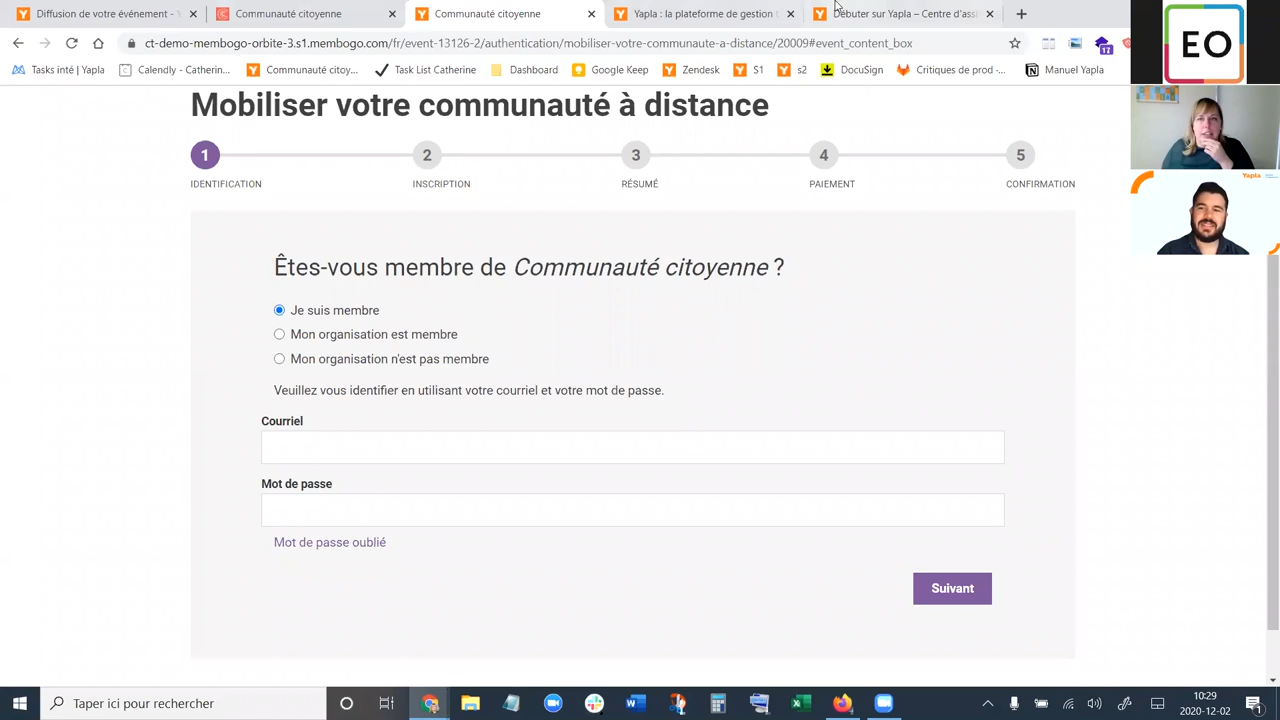 Diffusion de votre événement -
Communauté citoyenne
Communauté citoyenne
Yapla : la plateforme de gestion
Débuter sur Yapla – Centre d'assi
ct-demo-membogo-orbite-3.s1.membogo.com/fr/event-13126-2/
on/mobiliser-votre-communaute-a-distance/20009#event_content_box
17
Tasks inté | Yapla
Calendly - Catherin...
Communauté citoy...
Task List Catherine
Dashboard
Google Keep
Zendesk
S1
s2
DocuSign
Critiques de prod -...
Manuel Yapla
EO
Yapla
Mobiliser votre communauté à distance
1
2
3
4
5
IDENTIFICATION
INSCRIPTION
RÉSUMÉ
PAIEMENT
CONFIRMATION
Êtes-vous membre de Communauté citoyenne ?
Je suis membre
Mon organisation est membre
Mon organisation n'est pas membre
Veuillez vous identifier en utilisant votre courriel et votre mot de passe.
Courriel
Mot de passe
Mot de passe oublié
Suivant
Taper ici pour rechercher
10:29
2020-12-02
1